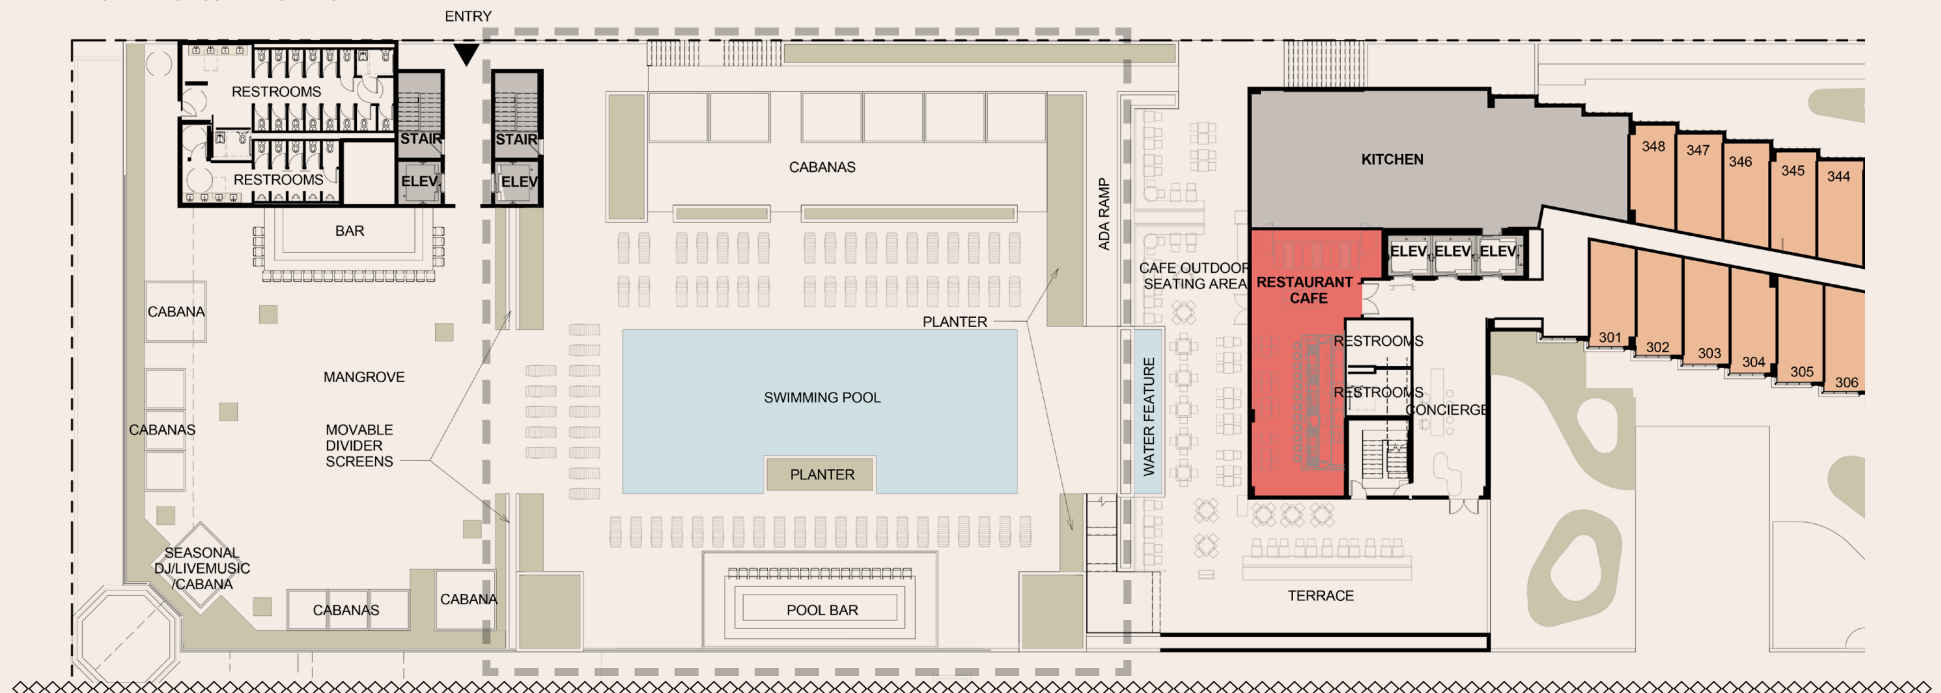 ENTRY
RESTROOMS
STAIR
STAIR
RESTROOMS
ELEV
ELEV
BAR
CABANA
MANGROVE
CABANAS
MOVABLE
DIVIDER
SCREENS
SEASONAL
DJ/LIVEMUSIC
/CABANA
CABANAS
CABANA
CABANAS
PLANTER
SWIMMING POOL
PLANTER
POOL BAR
ADA RAMP
WATER FEATURE
CAFE OUTDOOR
SEATING AREA
KITCHEN
RESTAURANT
CAFE
ELEV
ELEV
ELEV
RESTROOMS
RESTROOMS
CONCIERGE
TERRACE
348
347
346
345
344
301
302
303
304
305
306